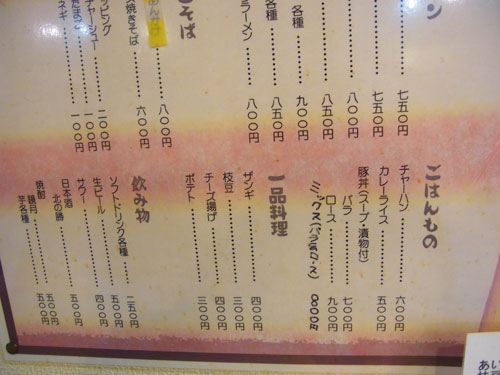 ン
七五〇円
七五〇円
八〇〇円
八五〇円
各種
九〇〇円
各種
八五〇円
ラーメン
八〇〇円
そば
あんかけ
八〇〇円
焼きそば
六〇〇円
トッピング
チャーシュー
二〇〇円
一〇〇円
ネギ
一〇〇円
ごはんもの
チャーハン
六〇〇円
カレーライス
五〇〇円
豚丼(スープ・漬物付)
バラ
七〇〇円
ロース
九〇〇円
ミックス(バラ+ロース)
八〇〇円
一品料理
ザンギ
四〇〇円
枝豆
三〇〇円
チーズ揚げ
四〇〇円
ポテト
三〇〇円
飲み物
ソフトドリンク各種
二五〇円
生ビール
五〇〇円
サワー
四〇〇円
日本酒
北の勝
五〇〇円
焼酎
鏡月
五〇〇円
芋各種
五〇〇円
あい